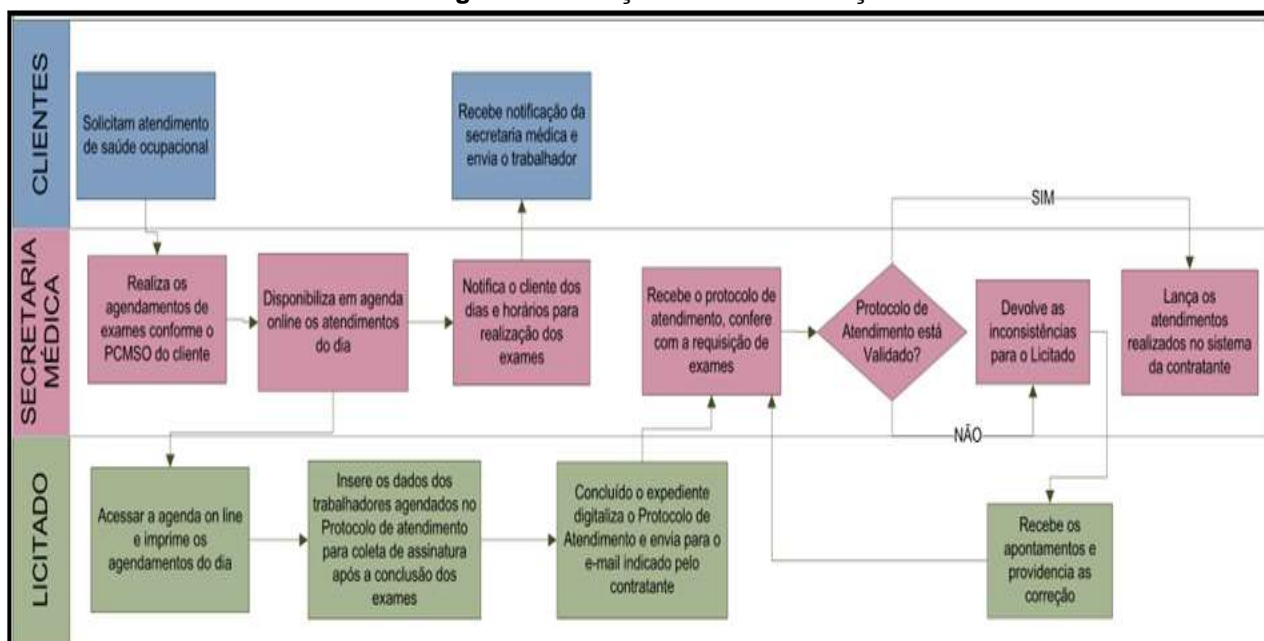 CLIENTES
Solicitam atendimento
de saúde ocupacional
Recebe notificação da
secretaria médica e
envia o trabalhador
SIM
SECRETARIA
MÉDICA
Realiza os
agendamentos de
exames conforme o
PCMSO do cliente
Disponibiliza em agenda
online os atendimentos
do dia
Notifica o cliente dos
dias e horários para
realização dos
exames
Recebe o protocolo de
atendimento, confere
com a requisição de
exames
Protocolo de
Atendimento está
Validado?
Devolve as
inconsistências
para o Licitado
Lança os
atendimentos
realizados no sistema
da contratante
NÃO
LICITADO
Acessar a agenda on line
e imprime os
agendamentos do dia
Insere os dados dos
trabalhadores agendados no
Protocolo de atendimento
para coleta de assinatura
após a conclusão dos
exames
Concluído o expediente
digitaliza o Protocolo de
Atendimento e envia para o
e-mail indicado pelo
contratante
Recebe os
apontamentos e
providencia as
correção